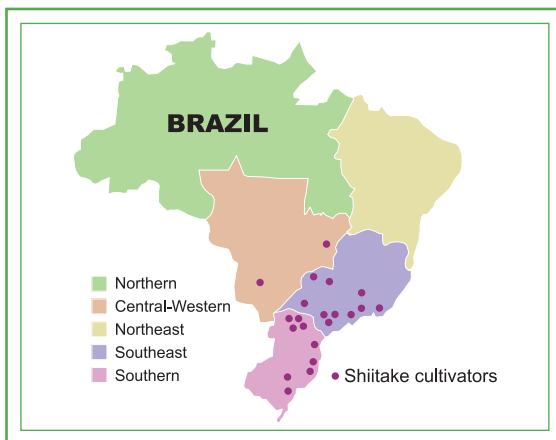 BRAZIL
Northern
Central-Western
Northeast
Southeast
Southern
Shiitake cultivators